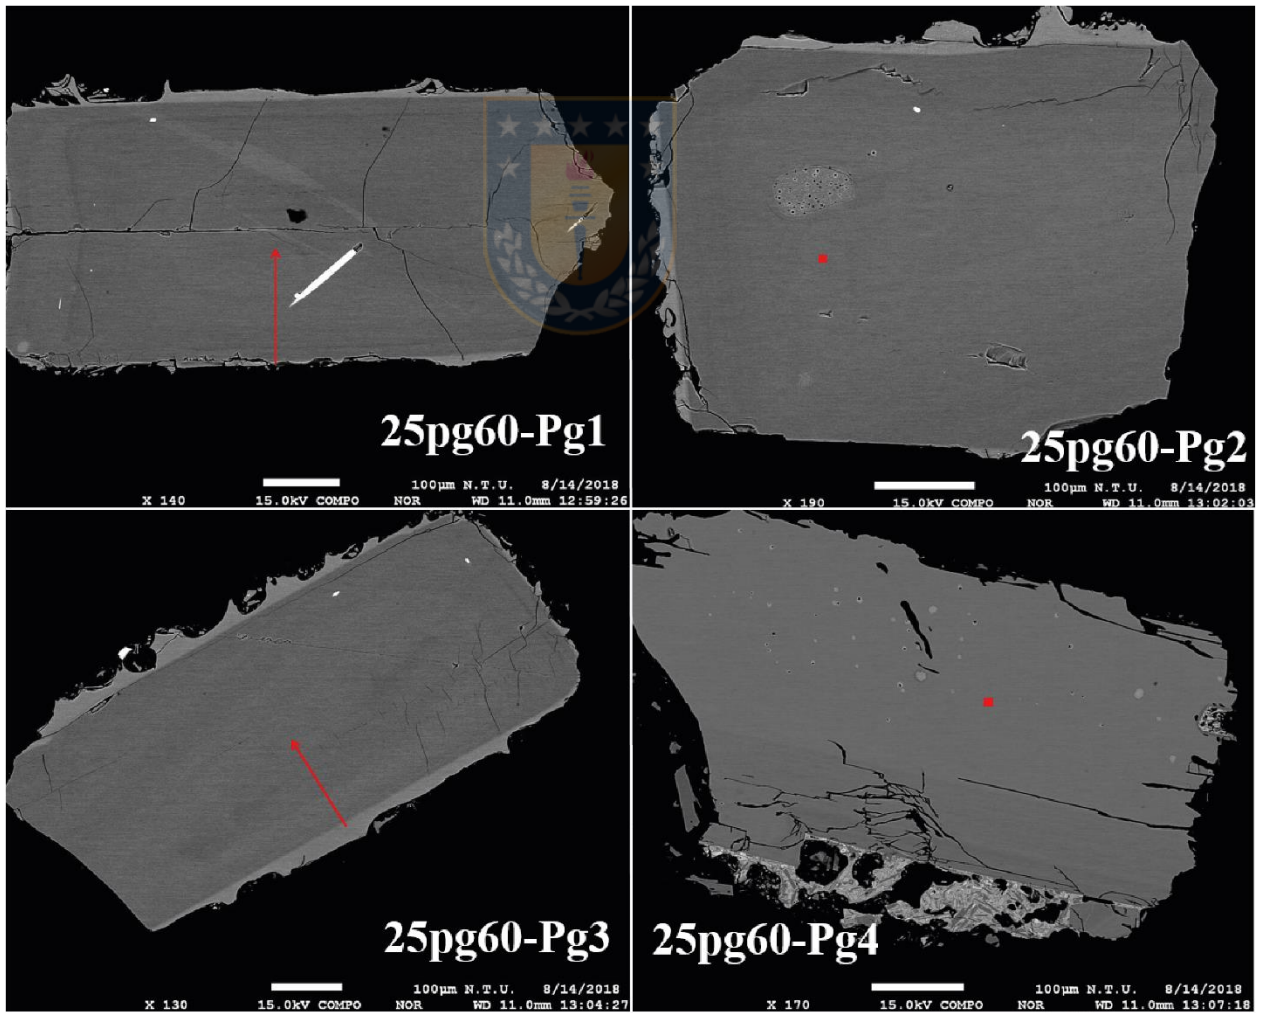 25pg60-Pg1
100µm N.T.U. 8/14/2018
X 140 15.0kV COMPO NOR WD 11.0mm 12:59:26
25pg60-Pg2
100µm N.T.U. 8/14/2018
X 190 15.0kV COMPO NOR WD 11.0mm 13:02:03
25pg60-Pg3
100µm N.T.U. 8/14/2018
X 130 15.0kV COMPO NOR WD 11.0mm 13:04:27
25pg60-Pg4
100µm N.T.U. 8/14/2018
X 170 15.0kV COMPO NOR WD 11.0mm 13:07:18